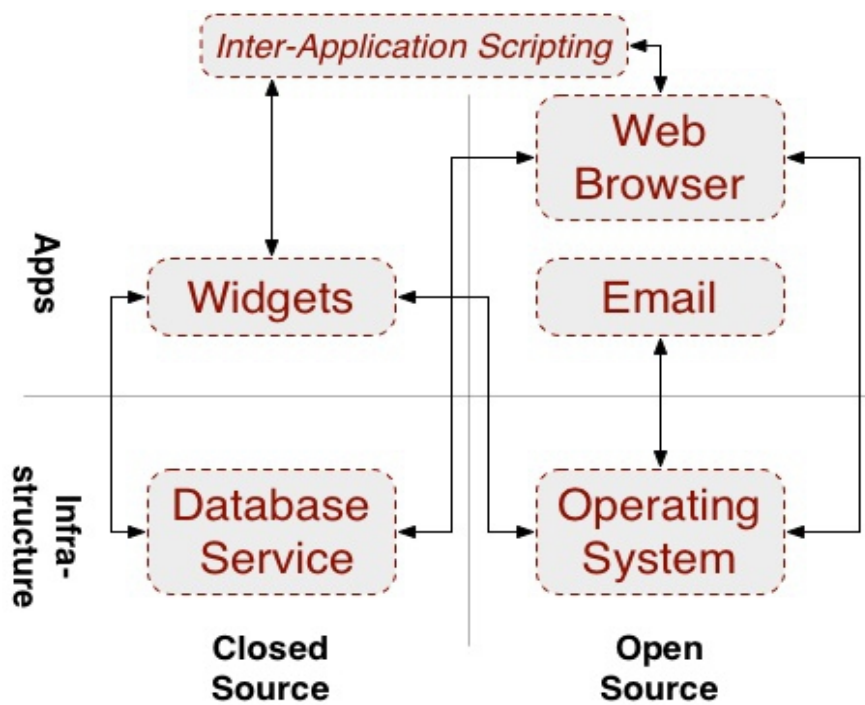 Inter-Application Scripting
Web
Browser
Apps
Widgets
Email
Infra-
structure
Database
Service
Operating
System
Closed
Source
Open
Source